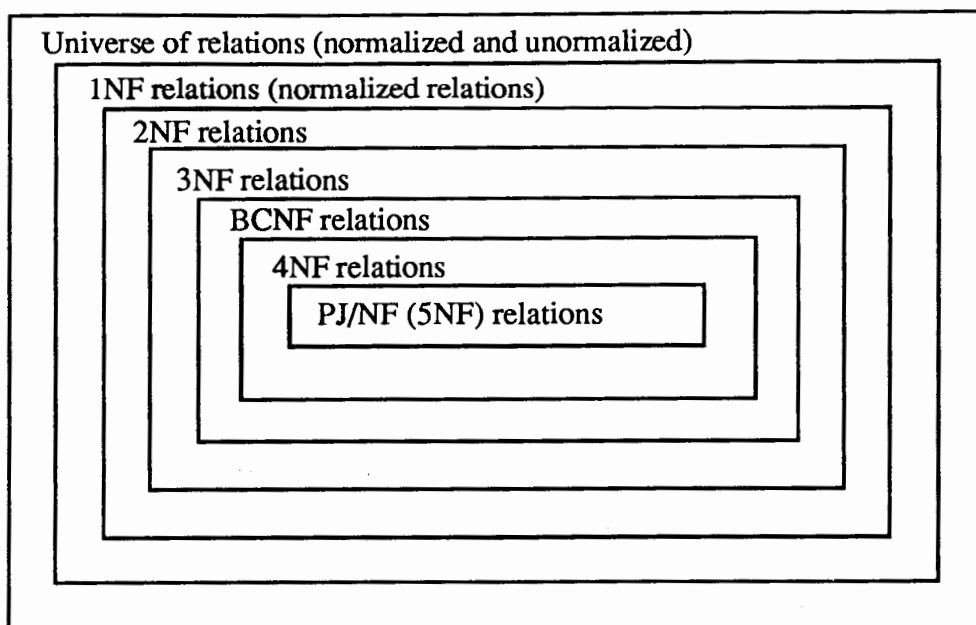 Universe of relations (normalized and unormalized)
1NF relations (normalized relations)
2NF relations
3NF relations
BCNF relations
4NF relations
PJ/NF (5NF) relations